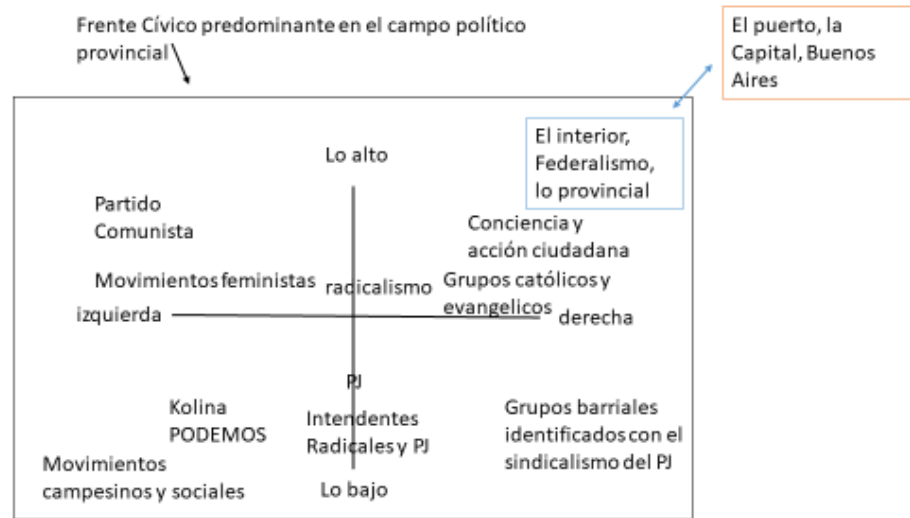 Frente Cívico predominante en el campo político
provincial
El puerto, la
Capital, Buenos
Aires
El interior,
Federalismo,
lo provincial
Lo alto
Partido
Comunista
Conciencia y
acción ciudadana
Movimientos feministas
radicalismo
Grupos católicos y
evangelicos
izquierda
derecha
PJ
Kolina
PODEMOS
Intendentes
Radicales y PJ
Grupos barriales
identificados con el
sindicalismo del PJ
Movimientos
campesinos y sociales
Lo bajo